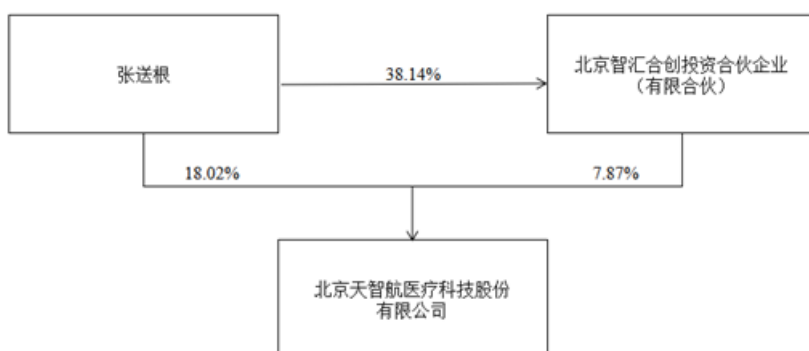 张送根
38.14%
北京智汇合创投资合伙企业
（有限合伙）
18.02%
7.87%
北京天智航医疗科技股份
有限公司